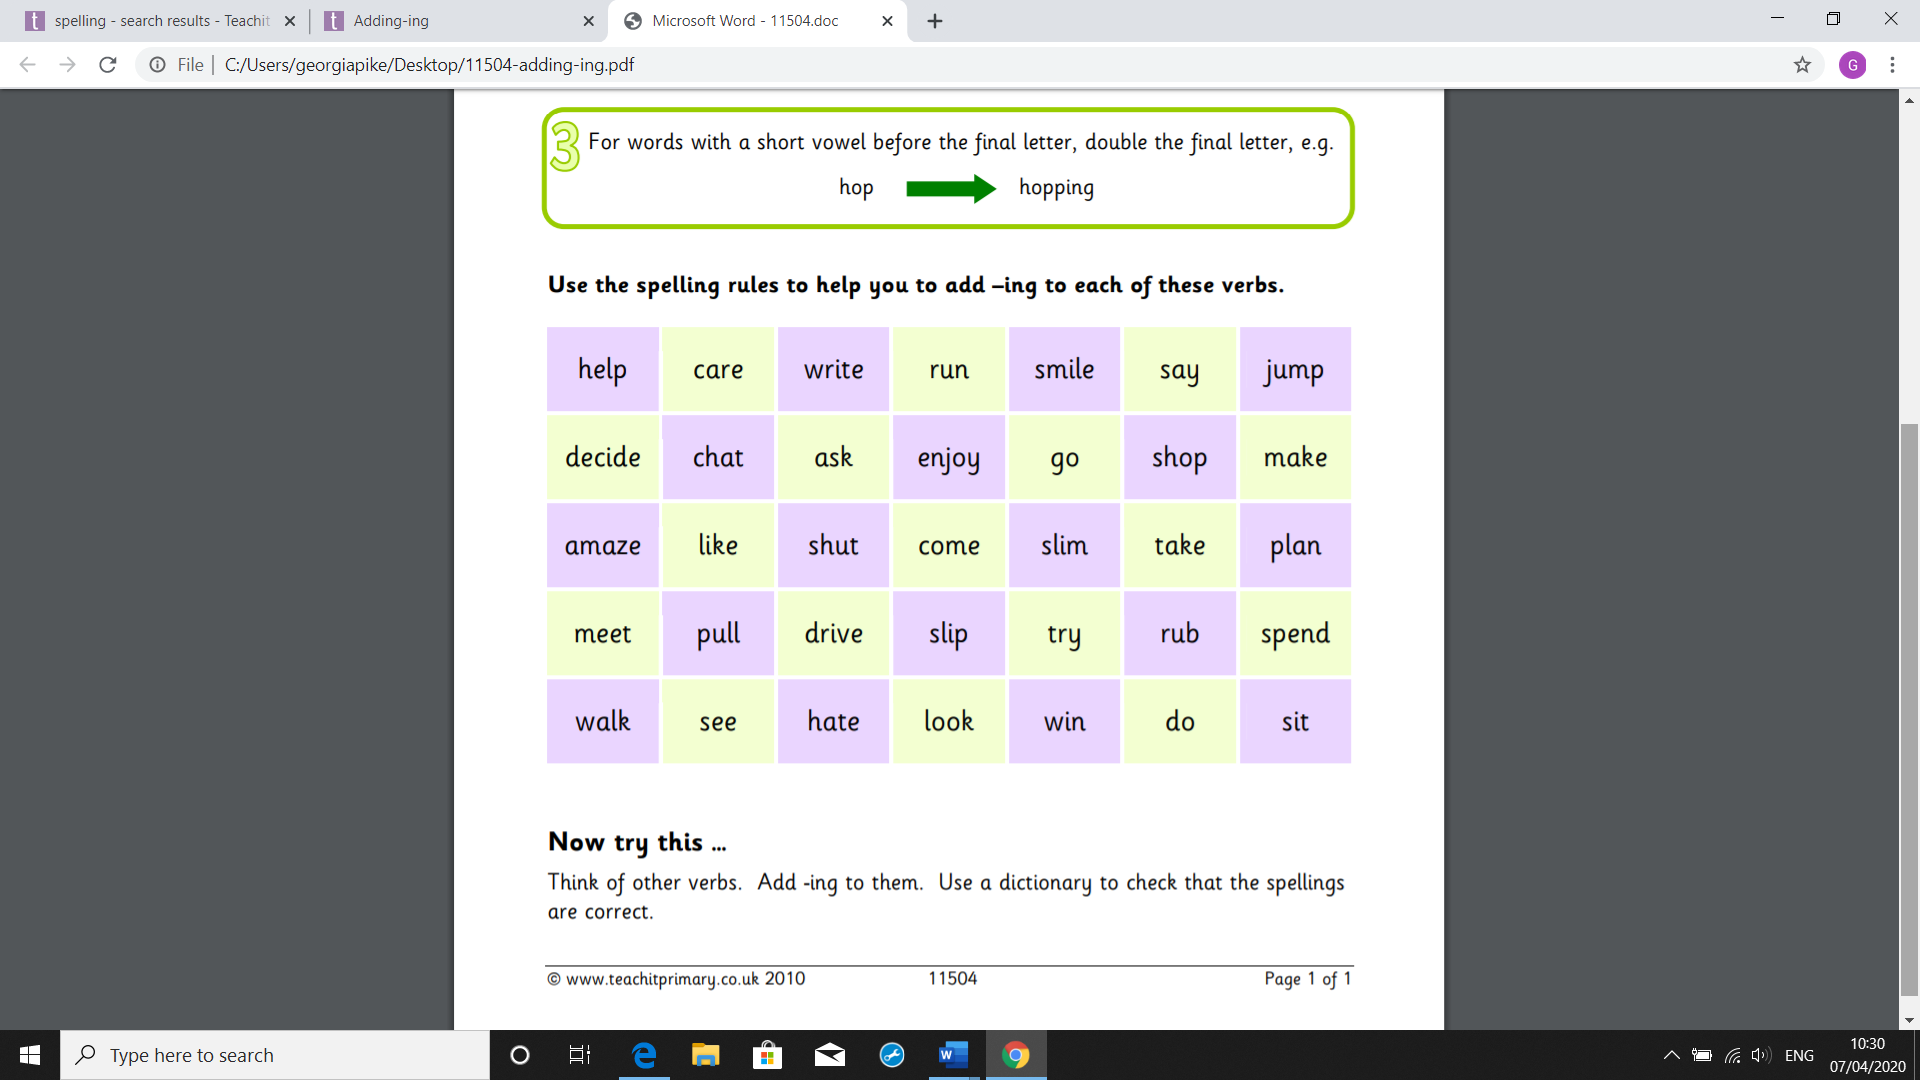 spelling - search results - Teachit
Adding-ing
Microsoft Word - 11504.doc
File
C:/Users/georgiapike/Desktop/11504-adding-ing.pdf
G
3 For words with a short vowel before the final letter, double the final letter, e.g.
hop hopping
Use the spelling rules to help you to add –ing to each of these verbs.
help care write run smile say jump
decide chat ask enjoy go shop make
amaze like shut come slim take plan
meet pull drive slip try rub spend
walk see hate look win do sit
Now try this ...
Think of other verbs. Add -ing to them. Use a dictionary to check that the spellings
are correct.
© www.teachitprimary.co.uk 2010 11504 Page 1 of 1
Type here to search
ENG
10:30
07/04/2020